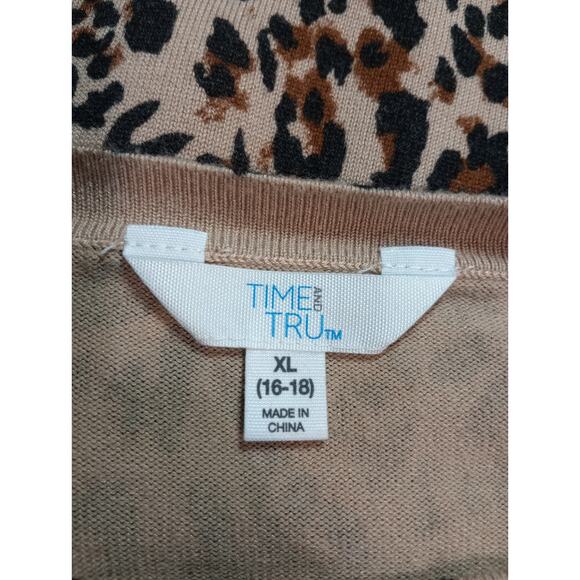 TIME AND
TRU™
XL
(16-18)
MADE IN
CHINA